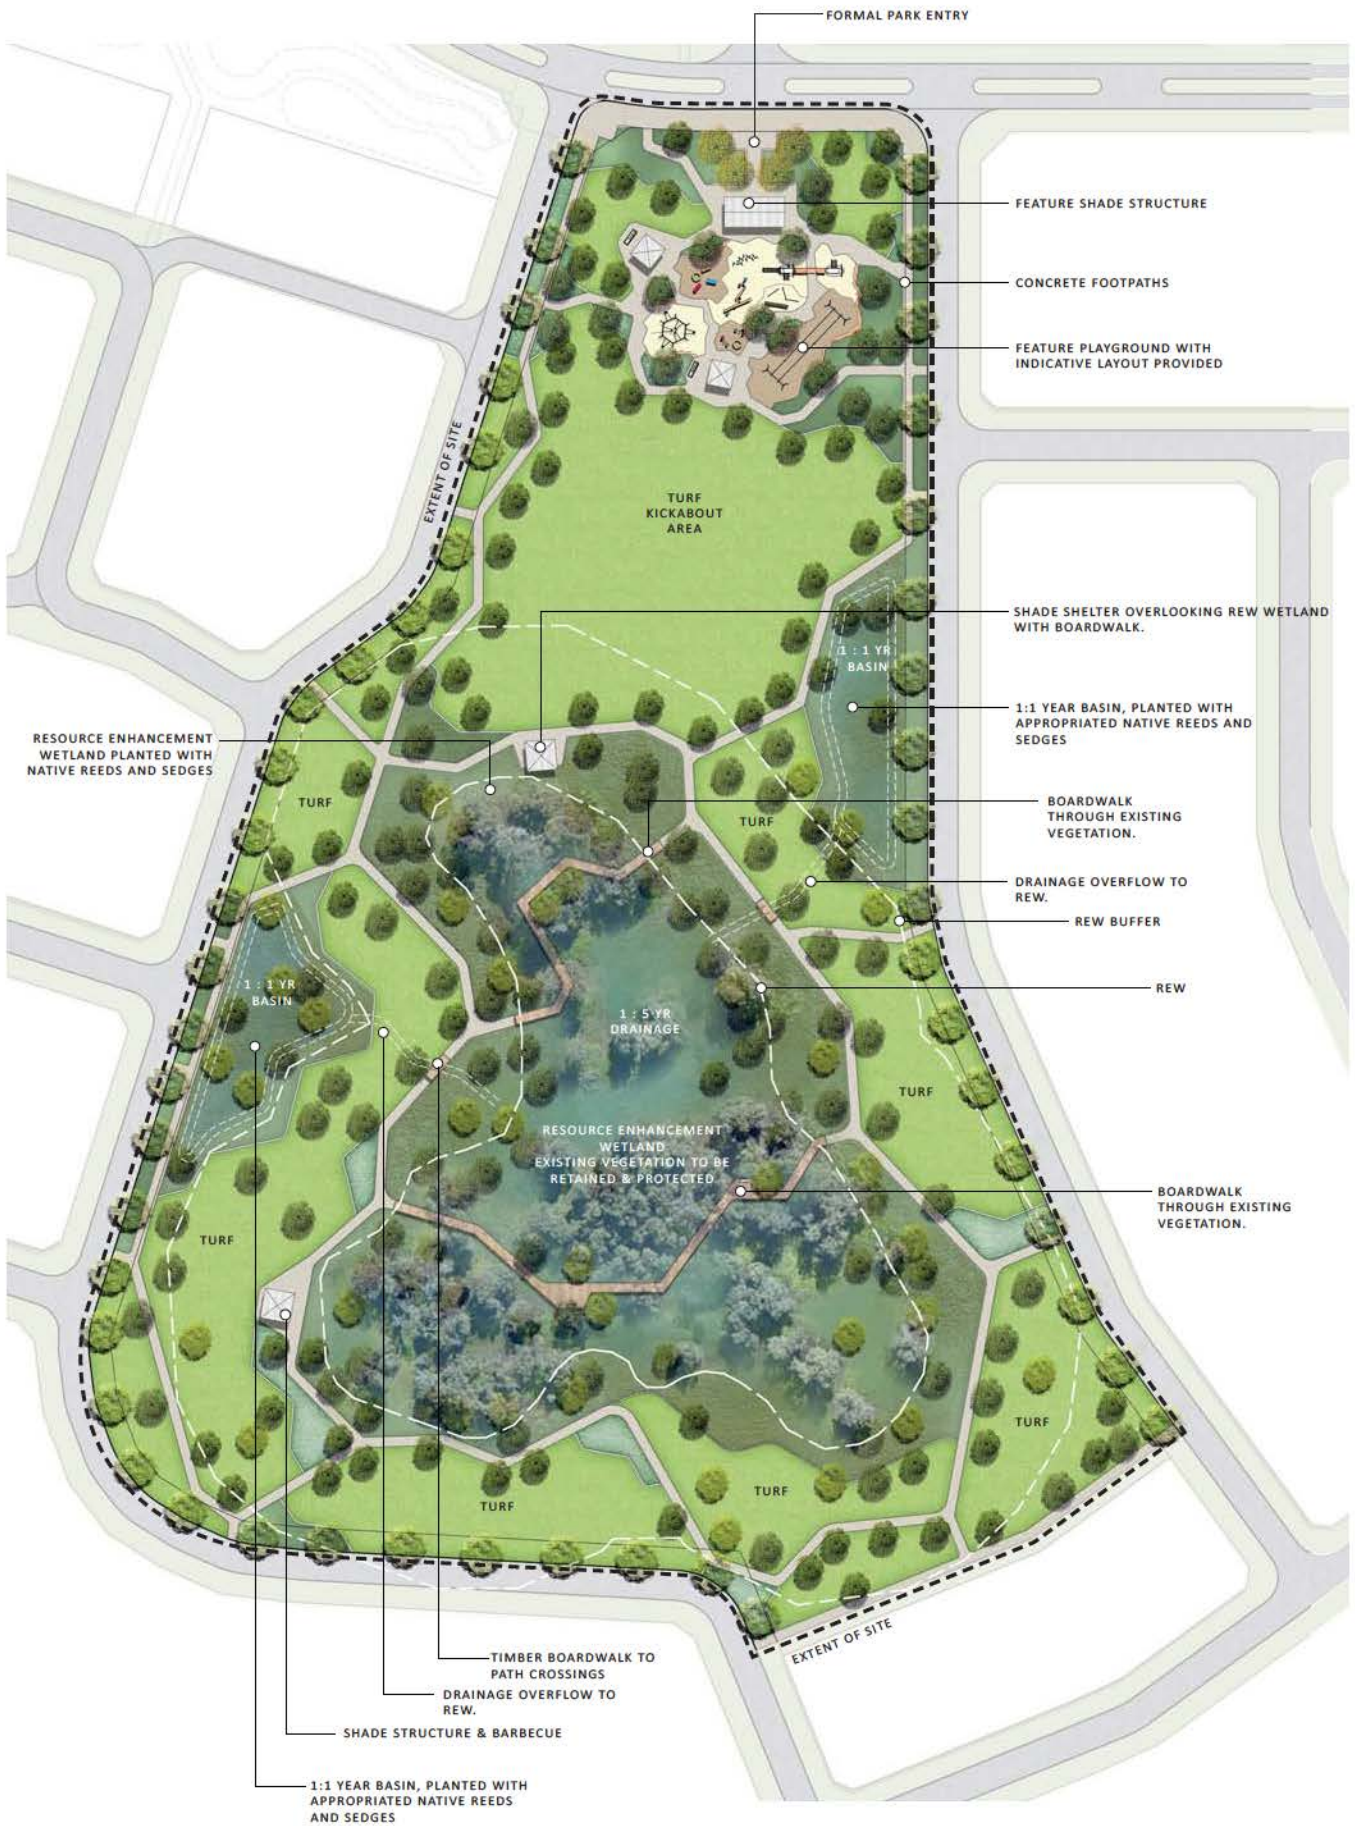 FORMAL PARK ENTRY
FEATURE SHADE STRUCTURE
CONCRETE FOOTPATHS
FEATURE PLAYGROUND WITH
INDICATIVE LAYOUT PROVIDED
EXTENT OF SITE
TURF
KICKABOUT
AREA
SHADE SHELTER OVERLOOKING REW WETLAND
WITH BOARDWALK.
1 : 1 YR
BASIN
1:1 YEAR BASIN, PLANTED WITH
APPROPRIATED NATIVE REEDS AND
SEDGES
RESOURCE ENHANCEMENT
WETLAND PLANTED WITH
NATIVE REEDS AND SEDGES
TURF
TURF
BOARDWALK
THROUGH EXISTING
VEGETATION.
DRAINAGE OVERFLOW TO
REW.
REW BUFFER
1 : 1 YR
BASIN
REW
1 : 5 YR
DRAINAGE
TURF
RESOURCE ENHANCEMENT
WETLAND
EXISTING VEGETATION TO BE
RETAINED & PROTECTED
BOARDWALK
THROUGH EXISTING
VEGETATION.
TURF
TURF
TURF
TURF
EXTENT OF SITE
TIMBER BOARDWALK TO
PATH CROSSINGS
DRAINAGE OVERFLOW TO
REW.
SHADE STRUCTURE & BARBECUE
1:1 YEAR BASIN, PLANTED WITH
APPROPRIATED NATIVE REEDS
AND SEDGES